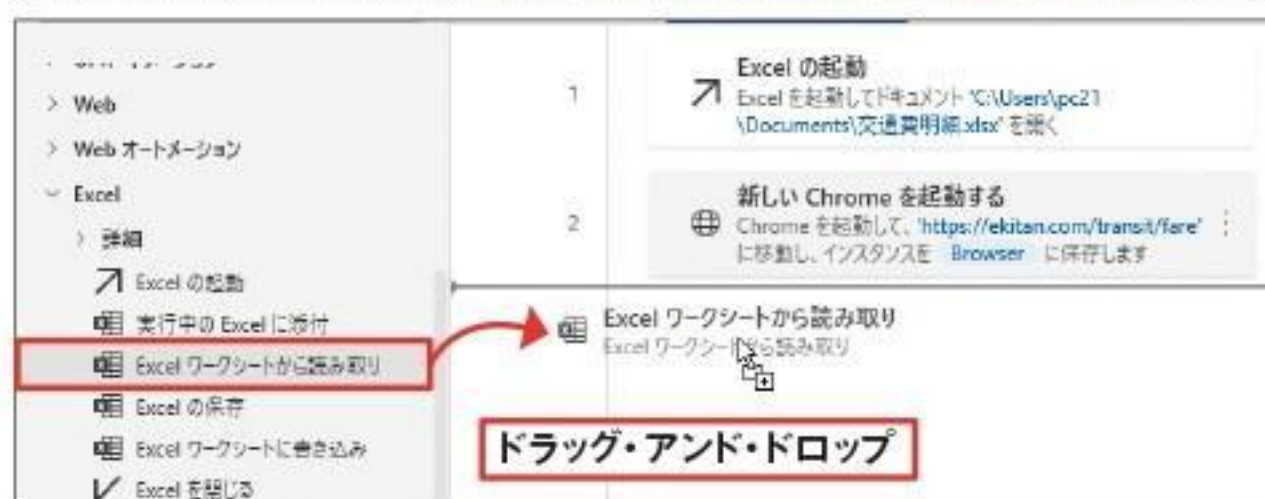 Web
Web オートメーション
Excel
詳細
Excel の起動
実行中の Excel に添付
Excel ワークシートから読み取り
Excel の保存
Excel ワークシートに書き込み
Excel を閉じる
1
Excel の起動
Excel を起動してドキュメント 'C:\Users\pc21
\Documents\交通費明細.xlsx' を開く
2
新しい Chrome を起動する
Chrome を起動して、'https://ekitan.com/transit/fare'
に移動し、インスタンスを Browser に保存します
Excel ワークシートから読み取り
Excel ワークシートから読み取り
ドラッグ・アンド・ドロップ